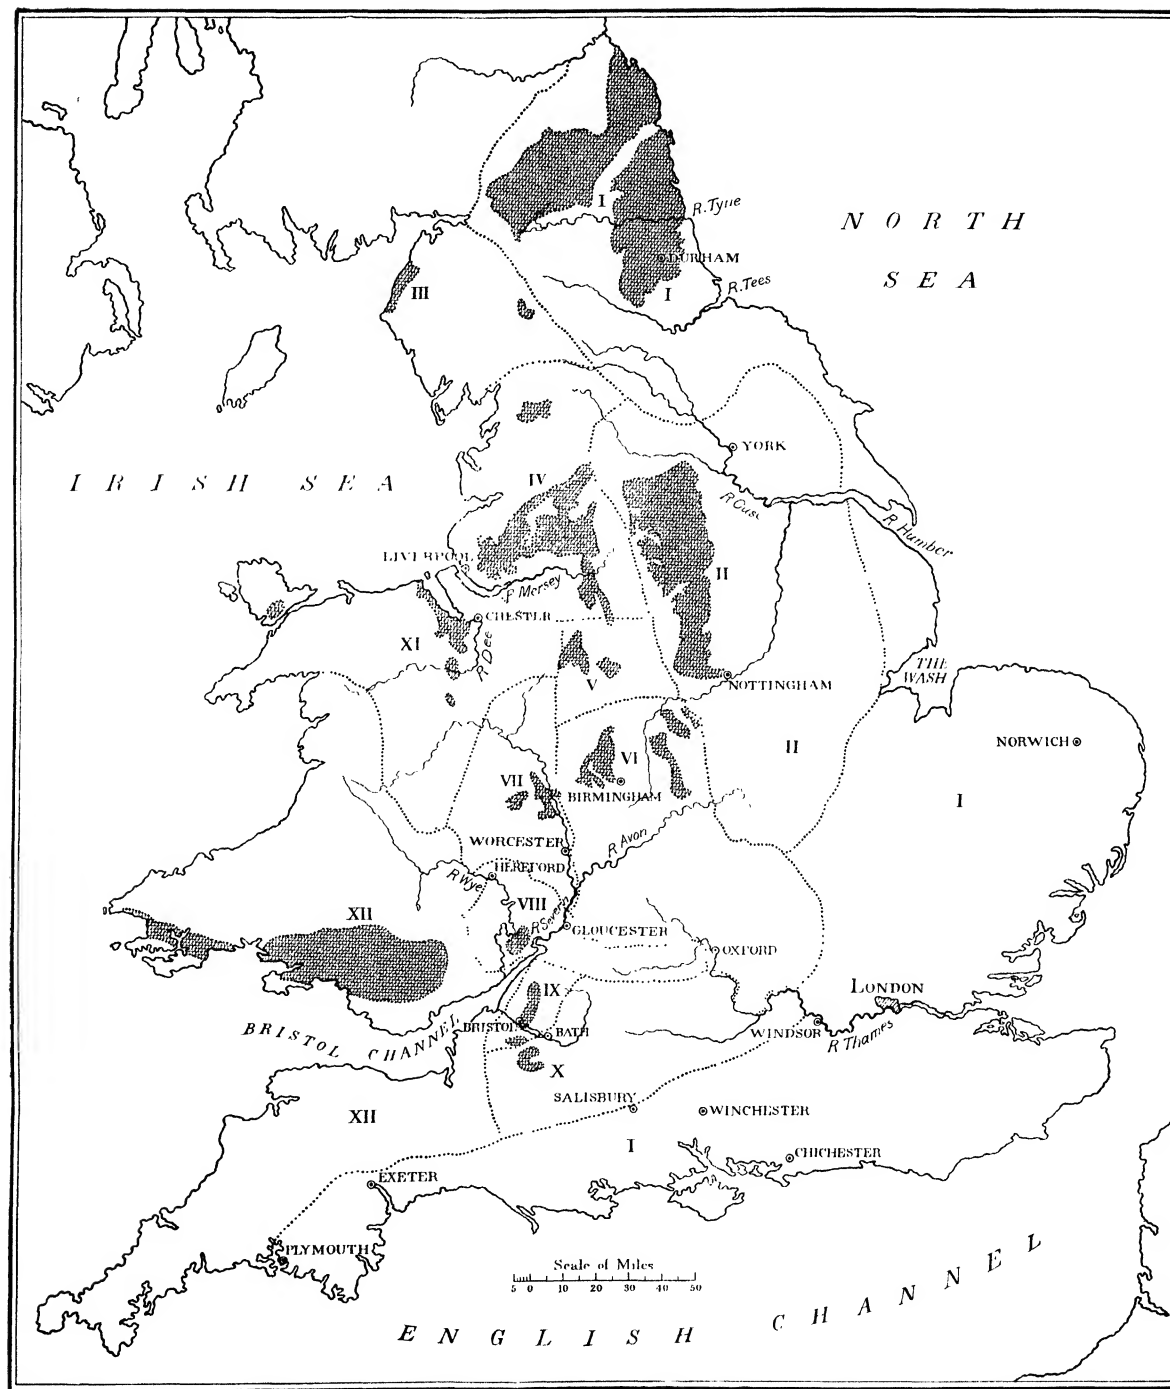 NORTH
SEA
I
R. Tyne
DURHAM
R. Tees
I
III
YORK
IRISH SEA
IV
R Ouse
R Humber
LIVERPOOL
II
R Mersey
CHESTER
XI
R Dee
V
NOTTINGHAM
THE
WASH
NORWICH
II
VI
VII
BIRMINGHAM
I
WORCESTER
R Avon
HEREFORD
R Wye
VIII
XII
R Severn
GLOUCESTER
OXFORD
IX
LONDON
BRISTOL CHANNEL
BRISTOL
BATH
WINDSOR
R Thames
X
SALISBURY
WINCHESTER
XII
I
CHICHESTER
EXETER
PLYMOUTH
Scale of Miles
5 0 10 20 30 40 50
ENGLISH CHANNEL